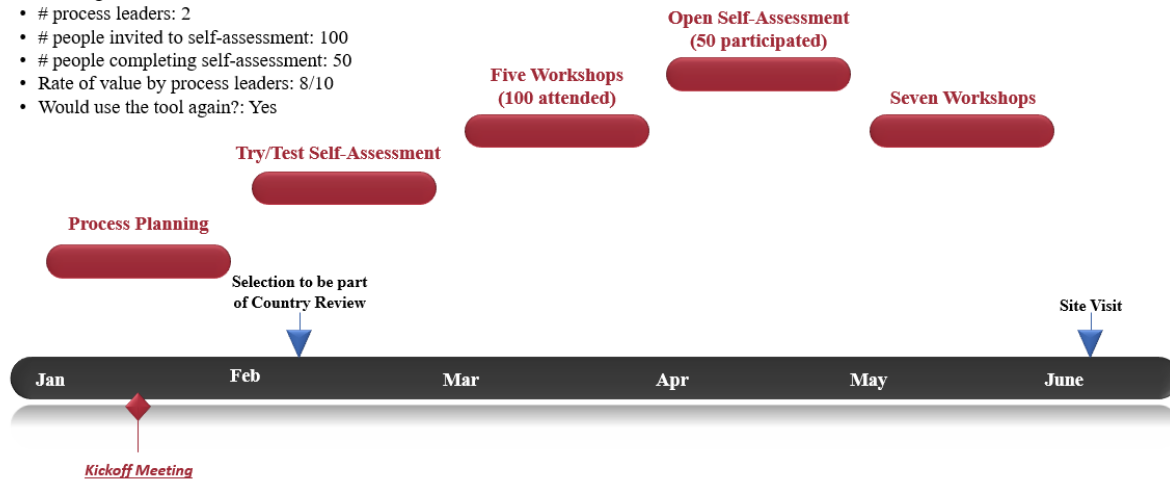 • # process leaders: 2
• # people invited to self-assessment: 100
• # people completing self-assessment: 50
• Rate of value by process leaders: 8/10
• Would use the tool again?: Yes
Open Self-Assessment
(50 participated)
Five Workshops
(100 attended)
Seven Workshops
Try/Test Self-Assessment
Process Planning
Selection to be part
of Country Review
Site Visit
Jan
Feb
Mar
Apr
May
June
Kickoff Meeting